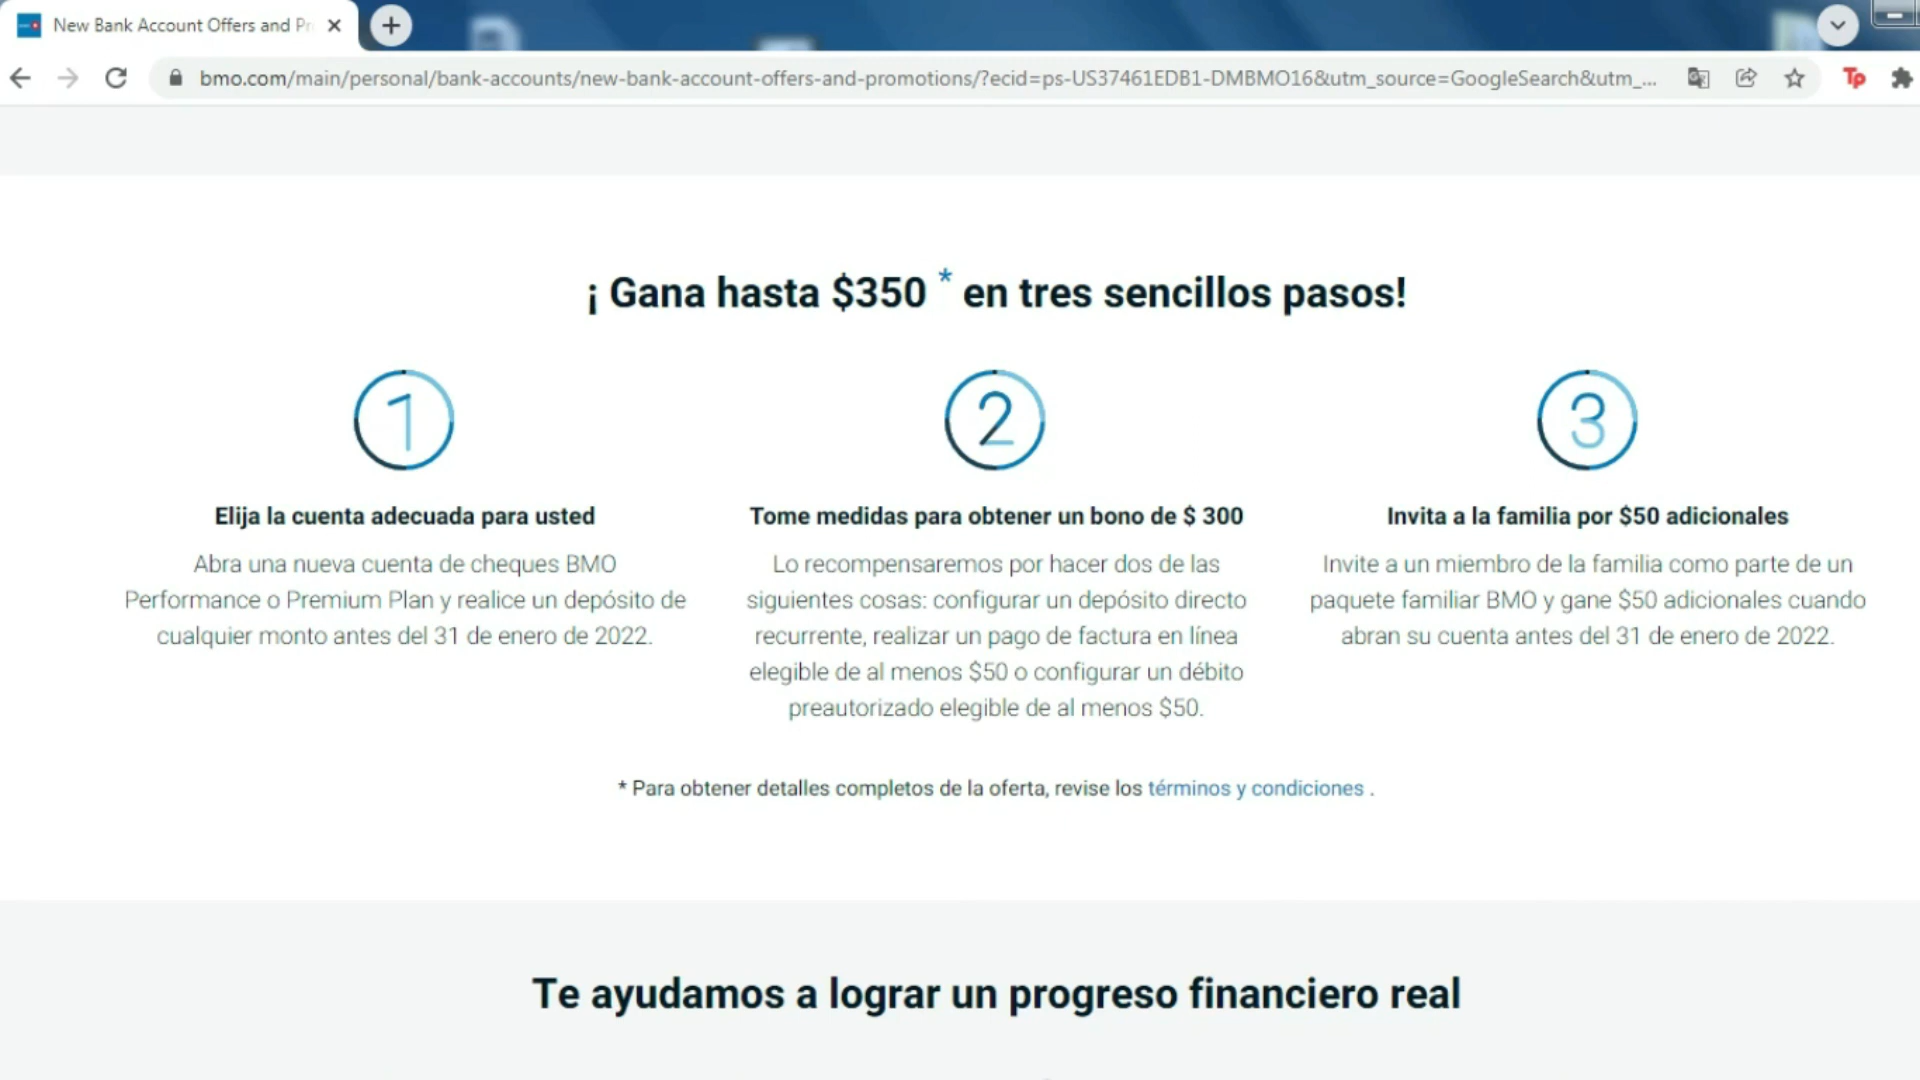 New Bank Account Offers and Pr
bmo.com/main/personal/bank-accounts/new-bank-account-offers-and-promotions/?ecid=ps-US37461EDB1-DMBMO16&utm_source=GoogleSearch&utm_...
Tp
¡ Gana hasta $350 * en tres sencillos pasos!
1
Elija la cuenta adecuada para usted
Abra una nueva cuenta de cheques BMO
Performance o Premium Plan y realice un depósito de
cualquier monto antes del 31 de enero de 2022.
2
Tome medidas para obtener un bono de $ 300
Lo recompensaremos por hacer dos de las
siguientes cosas: configurar un depósito directo
recurrente, realizar un pago de factura en línea
elegible de al menos $50 o configurar un débito
preautorizado elegible de al menos $50.
3
Invita a la familia por $50 adicionales
Invite a un miembro de la familia como parte de un
paquete familiar BMO y gane $50 adicionales cuando
abran su cuenta antes del 31 de enero de 2022.
* Para obtener detalles completos de la oferta, revise los términos y condiciones .
Te ayudamos a lograr un progreso financiero real